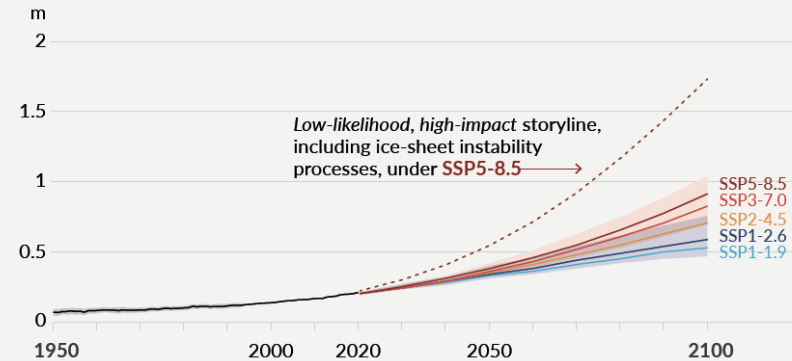 m
2
1.5
Low-likelihood, high-impact storyline,
including ice-sheet instability
processes, under SSP5-8.5
1
SSP5-8.5
SSP3-7.0
SSP2-4.5
SSP1-2.6
SSP1-1.9
0.5
0
1950 2000 2020 2050 2100